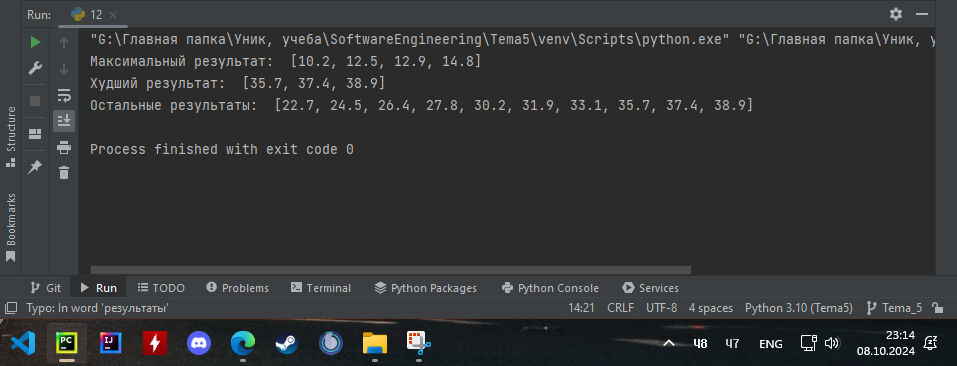 Run: 12
"G:\Главная папка\Уник, учеба\SoftwareEngineering\Tema5\venv\Scripts\python.exe" "G:\Главная папка\Уник, у
Максимальный результат:  [10.2, 12.5, 12.9, 14.8]
Худший результат:  [35.7, 37.4, 38.9]
Остальные результаты:  [22.7, 24.5, 26.4, 27.8, 30.2, 31.9, 33.1, 35.7, 37.4, 38.9]
Process finished with exit code 0
Structure
Bookmarks
Git Run TODO Problems Terminal Python Packages Python Console Services
Typo: In word 'результаты' 14:21 CRLF UTF-8 4 spaces Python 3.10 (Tema5) Tema_5
PC IJ ЧВ Ч7 ENG 23:14
08.10.2024